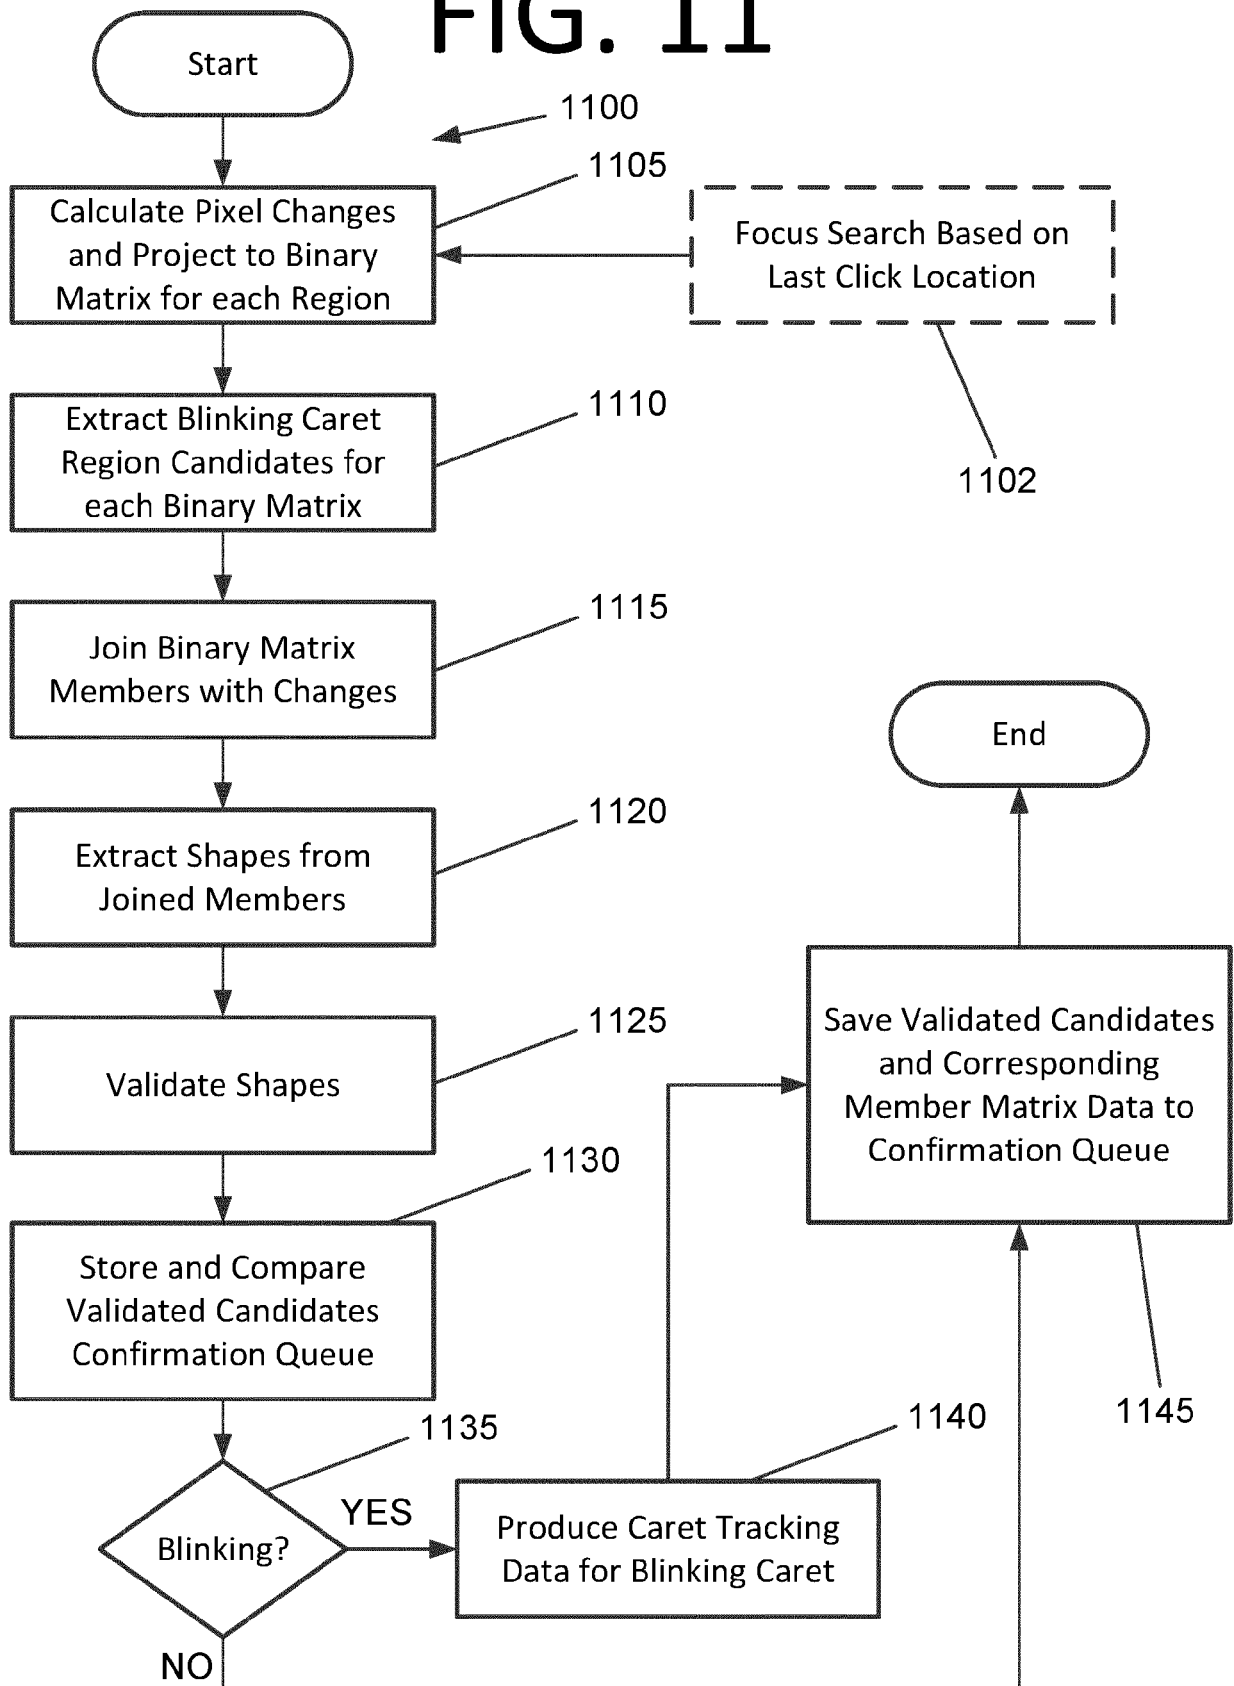 FIG. 11
Start
1100
1105
Calculate Pixel Changes
and Project to Binary
Matrix for each Region
Focus Search Based on
Last Click Location
1102
1110
Extract Blinking Caret
Region Candidates for
each Binary Matrix
1115
Join Binary Matrix
Members with Changes
1120
Extract Shapes from
Joined Members
1125
Validate Shapes
1130
Store and Compare
Validated Candidates
Confirmation Queue
1135
Blinking?
YES
NO
1140
Produce Caret Tracking
Data for Blinking Caret
1145
Save Validated Candidates
and Corresponding
Member Matrix Data to
Confirmation Queue
End